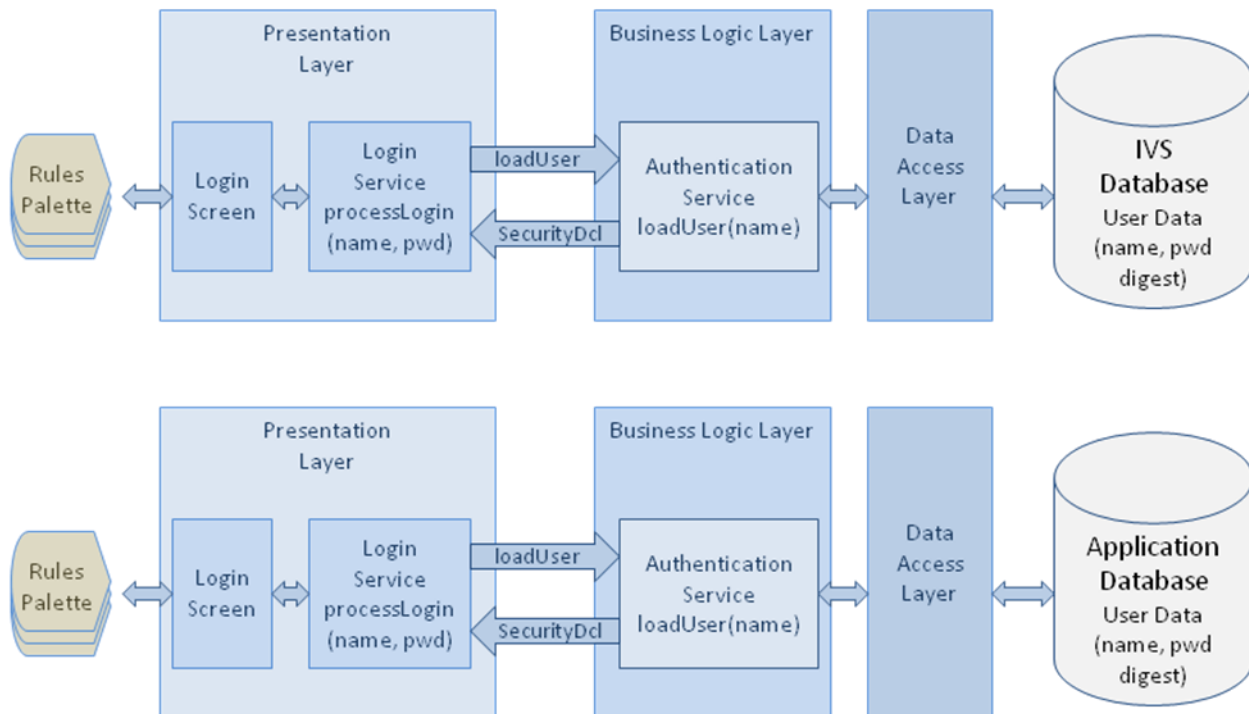 Presentation
Layer
Business Logic Layer
Rules
Palette
Login
Screen
Login
Service
processLogin
(name, pwd)
loadUser
SecurityDcl
Authentication
Service
loadUser(name)
Data
Access
Layer
IVS
Database
User Data
(name, pwd
digest)
Presentation
Layer
Business Logic Layer
Rules
Palette
Login
Screen
Login
Service
processLogin
(name, pwd)
loadUser
SecurityDcl
Authentication
Service
loadUser(name)
Data
Access
Layer
Application
Database
User Data
(name, pwd
digest)